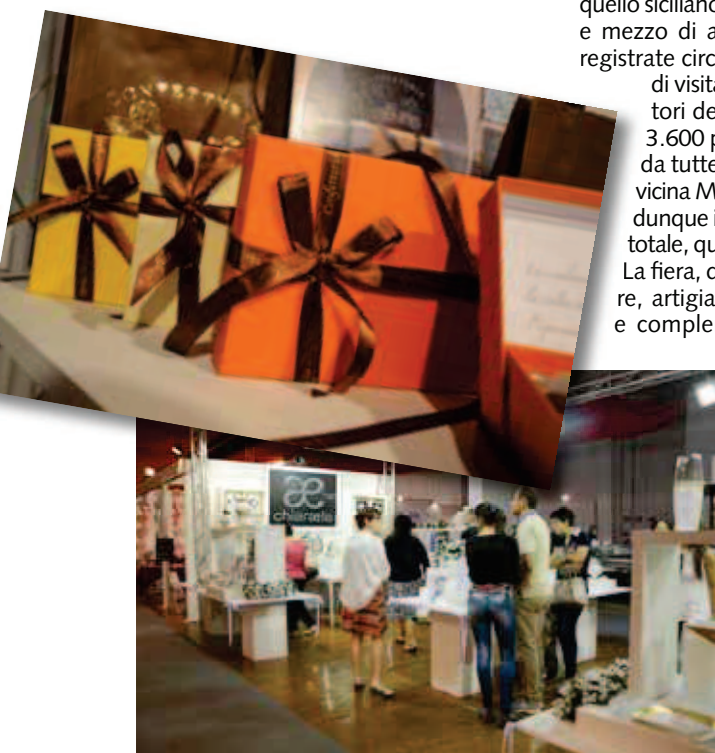 quello siciliano
e mezzo di a
registrate circ
di visita
tori de
3.600 p
da tutte
vicina M
dunque
totale, qu
La fiera, c
re, artigia
e comple
æ